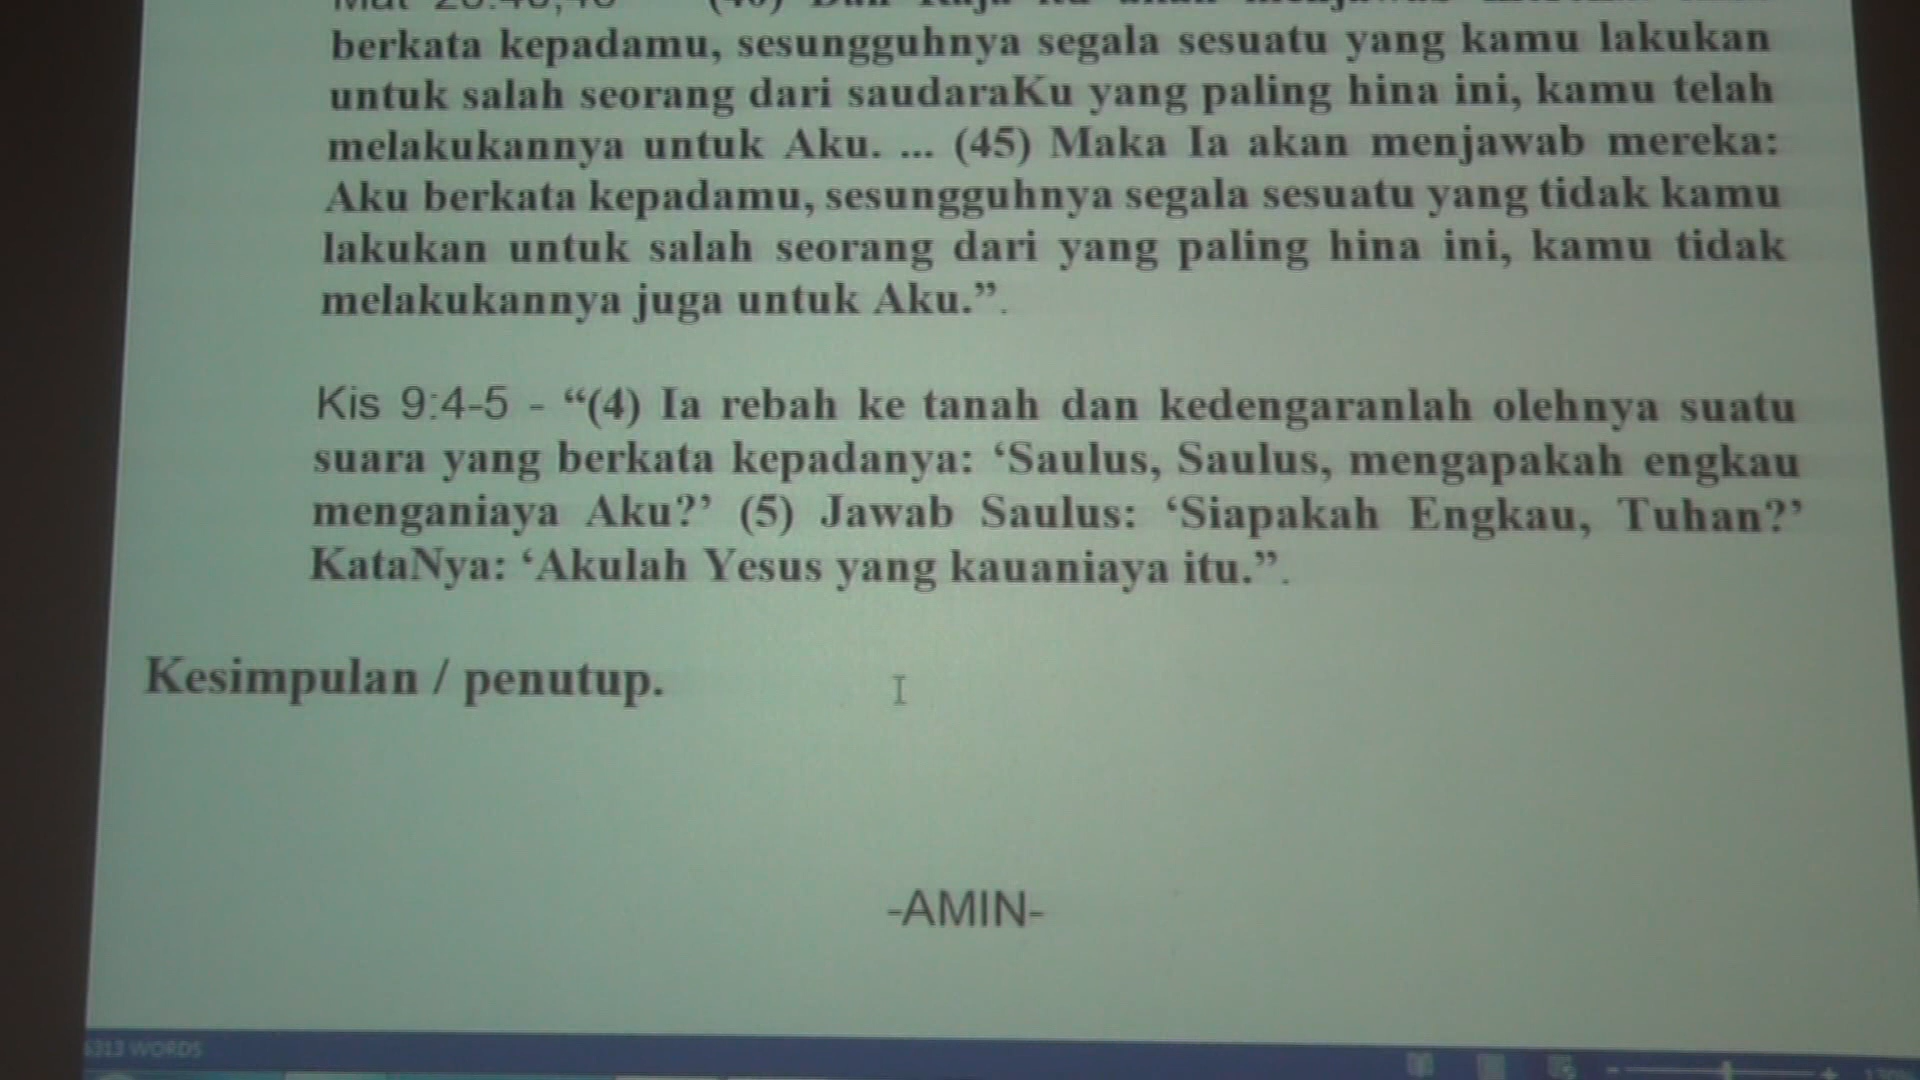 berkata kepadamu, sesungguhnya segala sesuatu yang kamu lakukan
untuk salah seorang dari saudaraKu yang paling hina ini, kamu telah
melakukannya untuk Aku. ... (45) Maka Ia akan menjawab mereka:
Aku berkata kepadamu, sesungguhnya segala sesuatu yang tidak kamu
lakukan untuk salah seorang dari yang paling hina ini, kamu tidak
melakukannya juga untuk Aku.”.
Kis 9:4-5 - “(4) Ia rebah ke tanah dan kedengaranlah olehnya suatu
suara yang berkata kepadanya: ‘Saulus, Saulus, mengapakah engkau
menganiaya Aku?’ (5) Jawab Saulus: ‘Siapakah Engkau, Tuhan?’
KataNya: ‘Akulah Yesus yang kauaniaya itu.”.
Kesimpulan / penutup.
-AMIN-
6313 WORDS